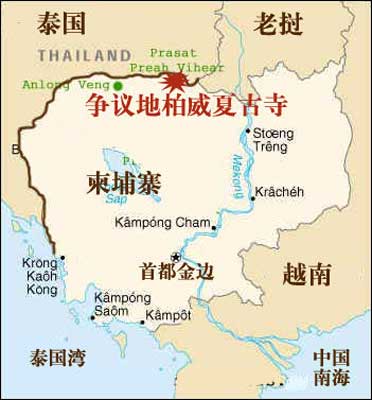 泰国
老挝
THAILAND
Prasat
Preah Vihear
Anlong Veng
争议地柏威夏古寺
Stœng
Trêng
Mekong
Sap
柬埔寨
Krâchéh
Kâmpóng Cham
首都金边
越南
Kröng
Kaôh
Kŏng
Kâmpóng
Saôm
Kâmpôt
泰国湾
中国
南海